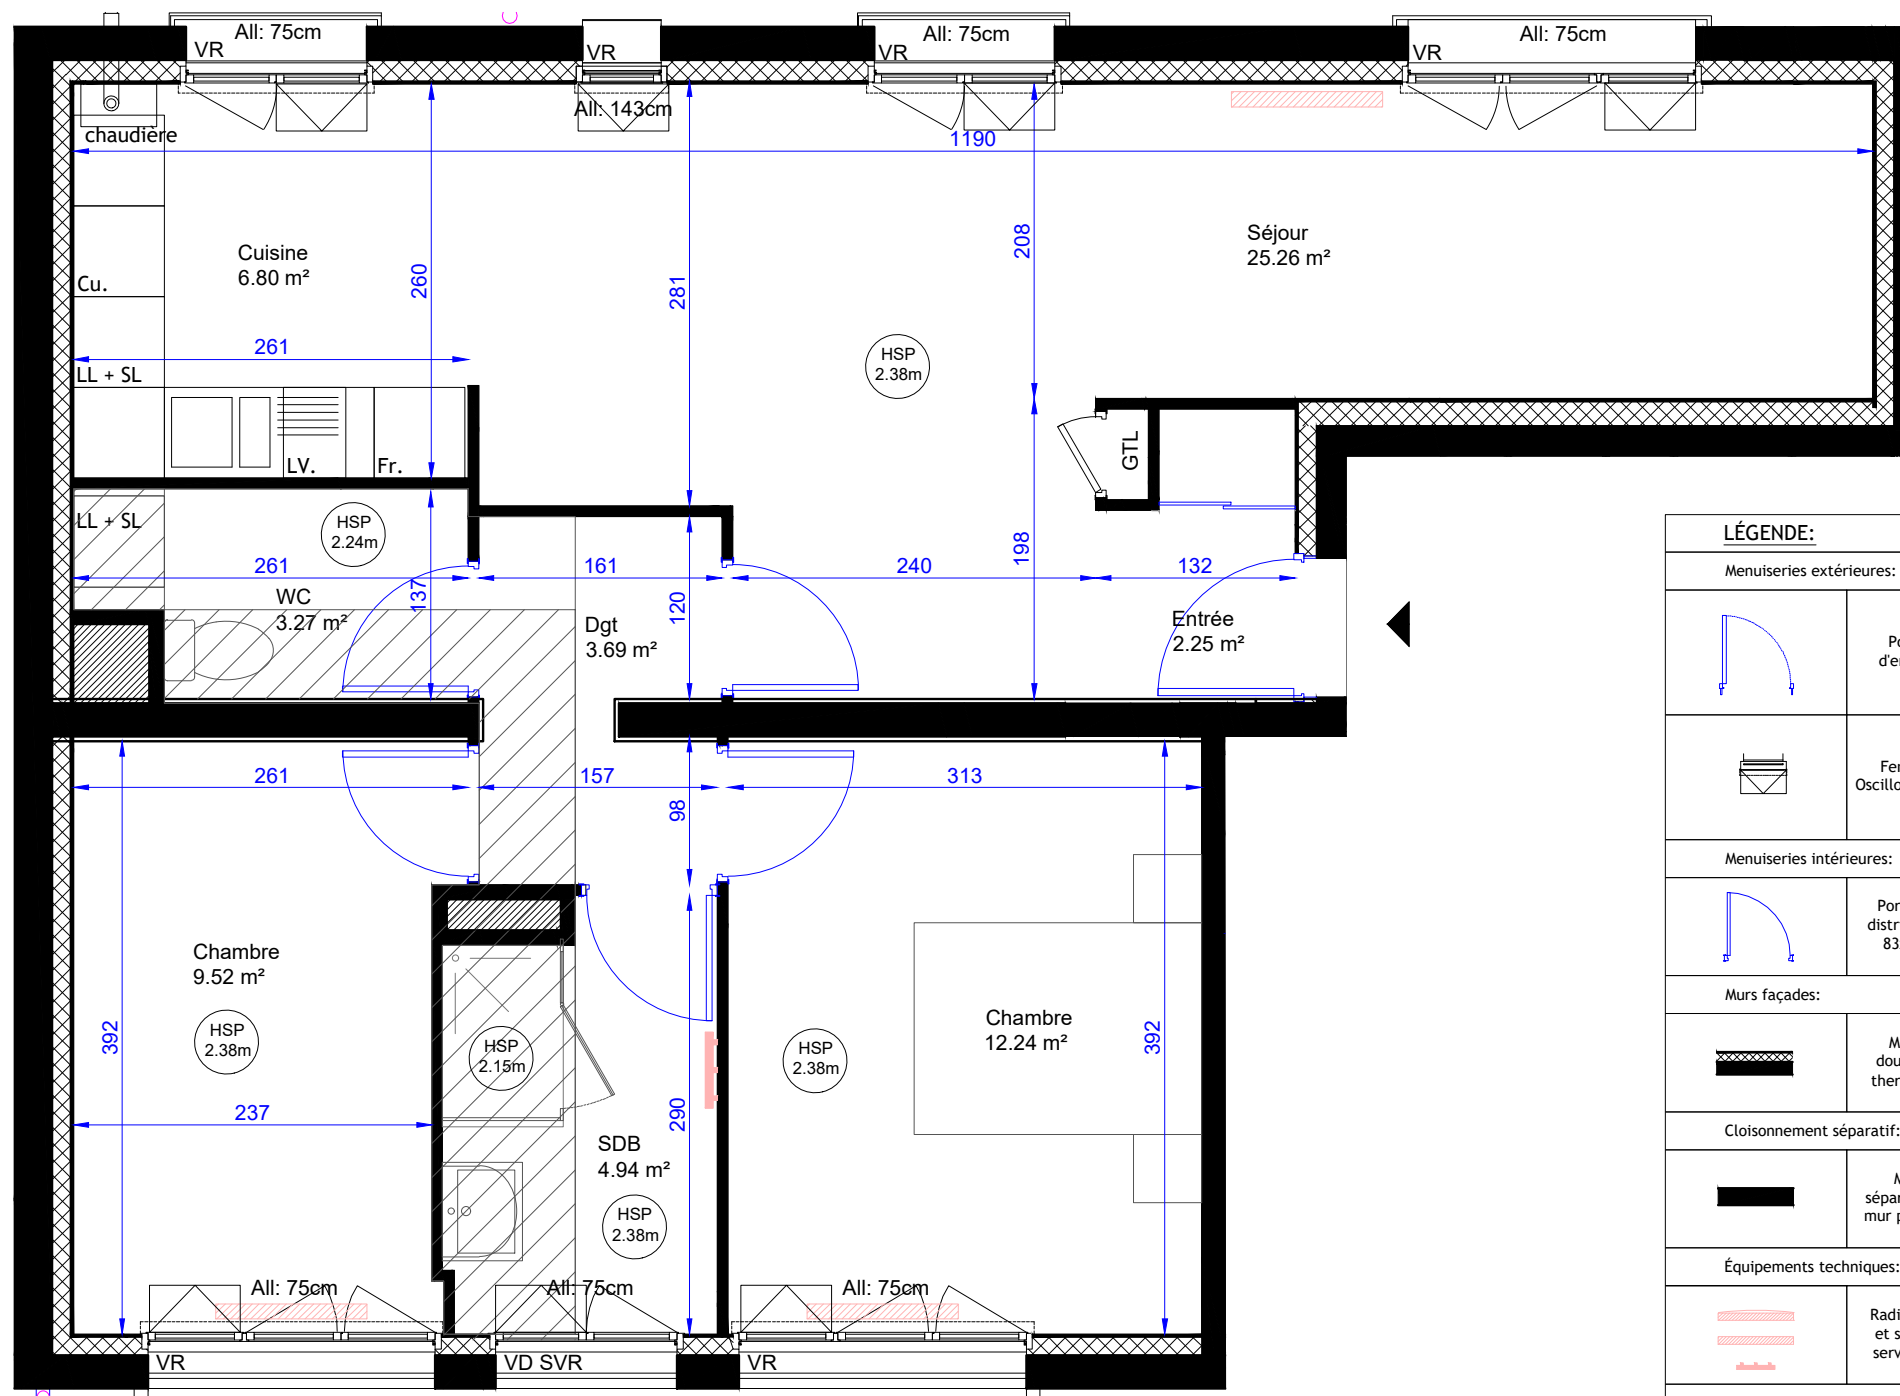 All: 75cm
VR
VR
All: 75cm
VR
All: 75cm
VR
All: 143cm
chaudière
1190
Cuisine
6.80 m²
260
281
208
Séjour
25.26 m²
Cu.
261
LL + SL
HSP
2.38m
LV.
Fr.
GTL
LL + SL
HSP
2.24m
261
137
161
120
240
198
132
WC
3.27 m²
Dgt
3.69 m²
Entrée
2.25 m²
261
157
98
313
Chambre
9.52 m²
HSP
2.38m
392
237
HSP
2.15m
SDB
4.94 m²
290
HSP
2.38m
HSP
2.38m
Chambre
12.24 m²
392
All: 75cm
All: 75cm
All: 75cm
VR
VD SVR
VR
LÉGENDE:
Menuiseries extérieures:
Menuiseries intérieures:
83
Murs façades:
Cloisonnement séparatif:
mur
Équipements techniques:
et